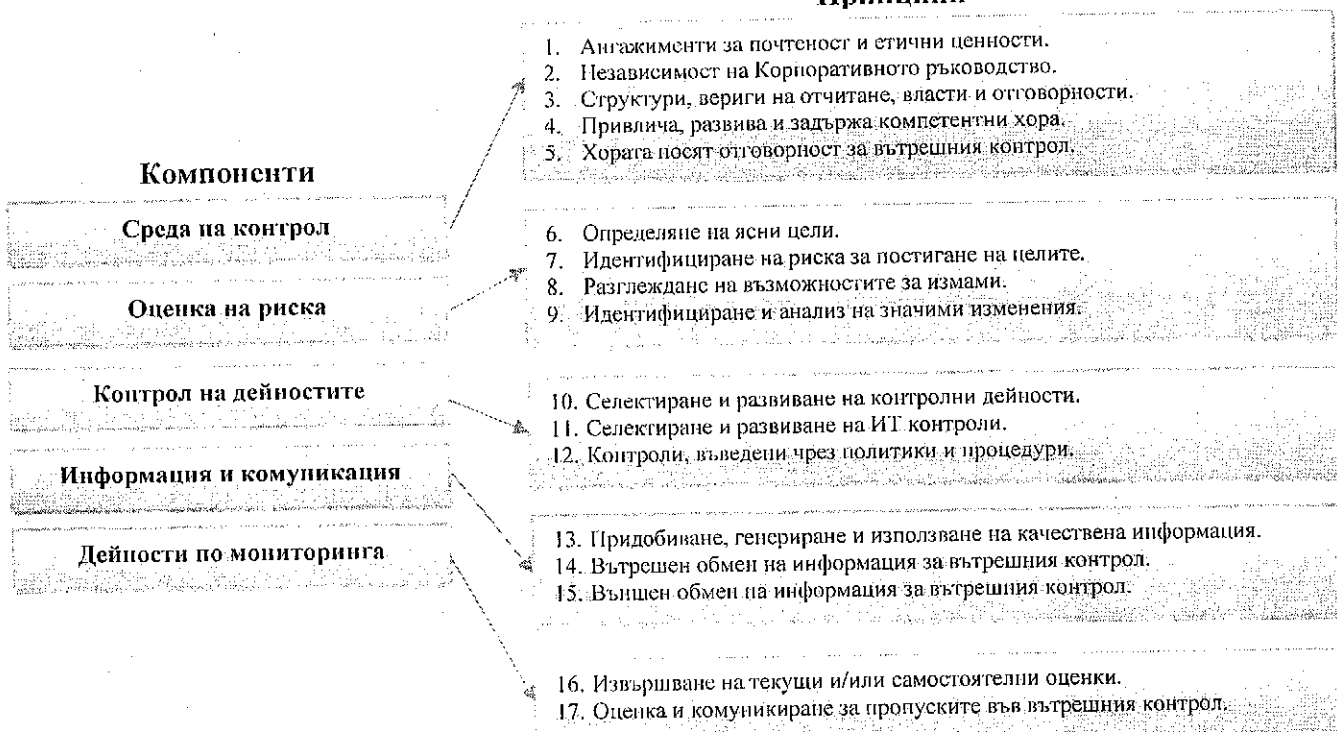 Принципи
1. Ангажименти за почтеност и етични ценности.
2. Независимост на Корпоративното ръководство.
3. Структури, вериги на отчитане, власти и отговорности.
4. Привлича, развива и задържа компетентни хора.
5. Хората носят отговорност за вътрешния контрол.
Компоненти
Среда на контрол
Оценка на риска
Контрол на дейностите
Информация и комуникация
Дейности по мониторинга
6. Определяне на ясни цели.
7. Идентифициране на риска за постигане на целите.
8. Разглеждане на възможностите за измами.
9. Идентифициране и анализ на значими изменения.
10. Селектиране и развиване на контролни дейности.
11. Селектиране и развиване на ИТ контроли.
12. Контроли, въведени чрез политики и процедури.
13. Придобиване, генериране и използване на качествена информация.
14. Вътрешен обмен на информация за вътрешния контрол.
15. Външен обмен на информация за вътрешния контрол.
16. Извършване на текущи и/или самостоятелни оценки.
17. Оценка и комуникиране за пропуските във вътрешния контрол.